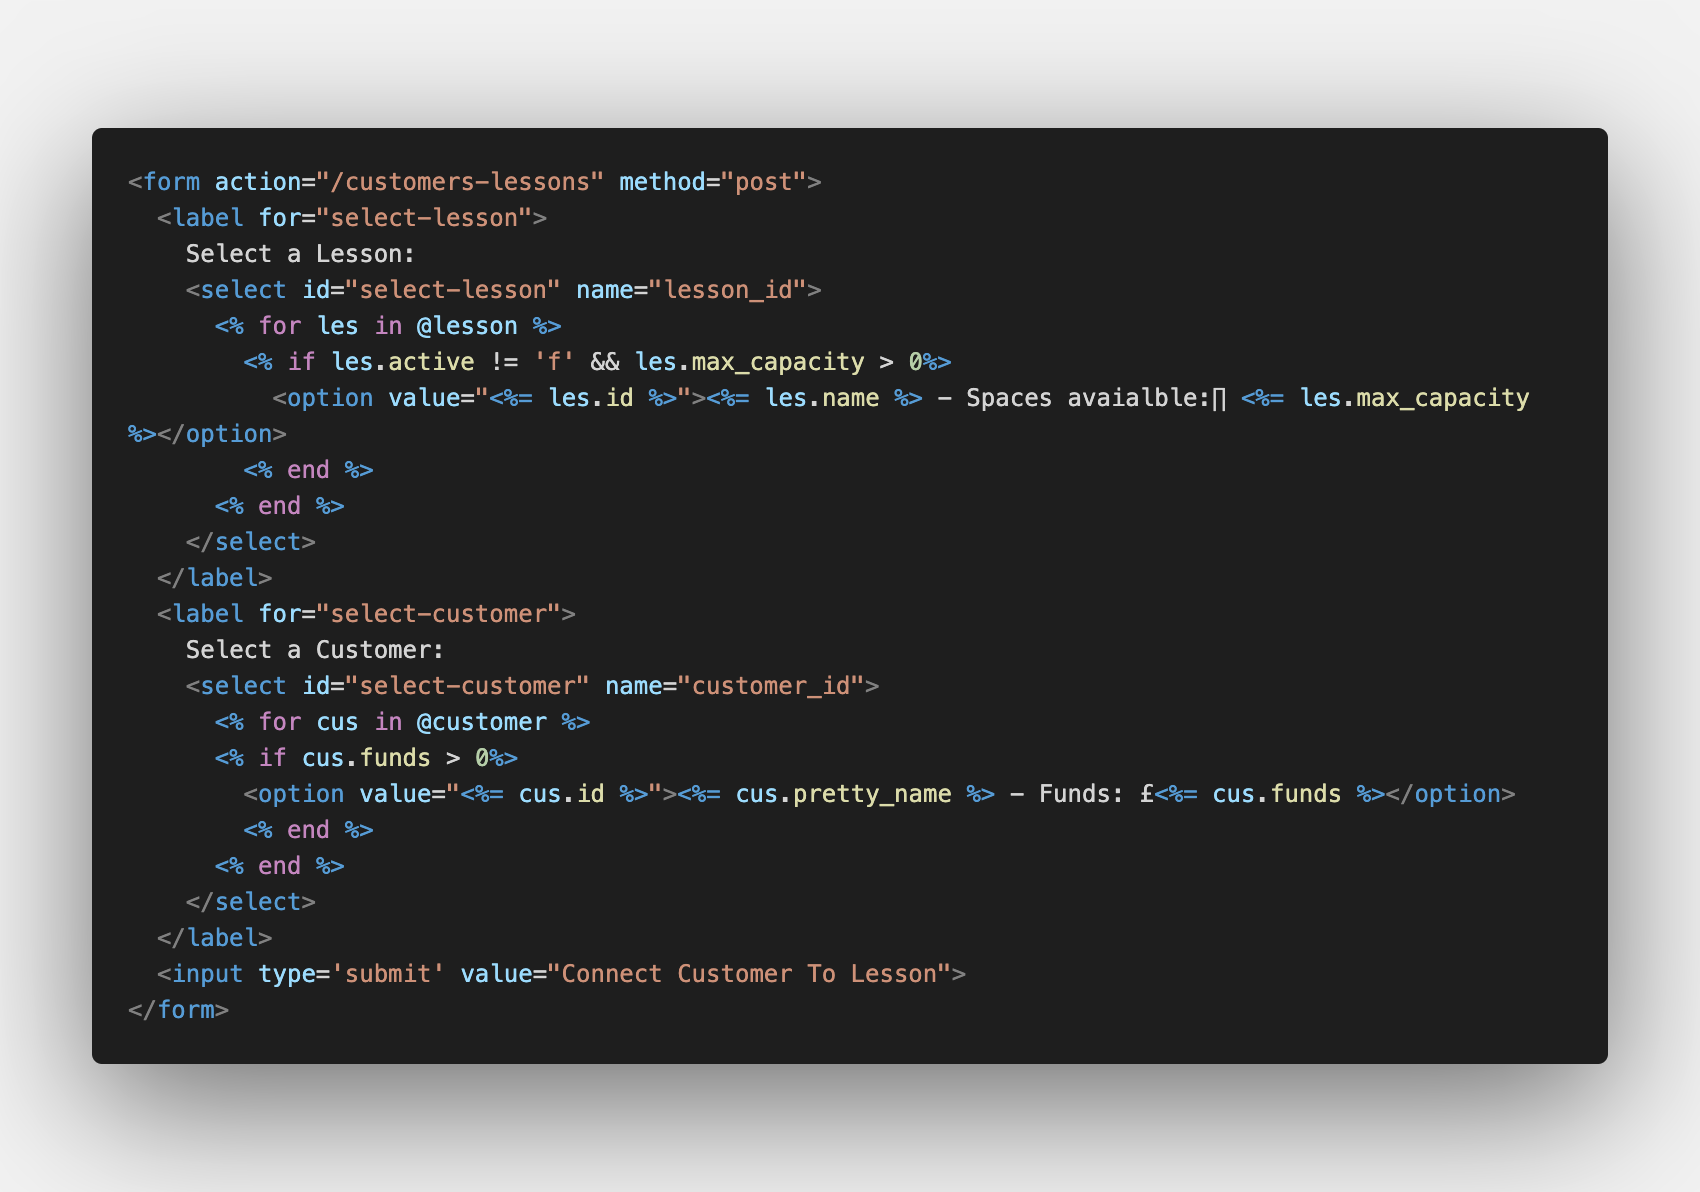 <form action="/customers-lessons" method="post">
  <label for="select-lesson">
    Select a Lesson:
    <select id="select-lesson" name="lesson_id">
      <% for les in @lesson %>
        <% if les.active != 'f' && les.max_capacity > 0%>
          <option value="<%= les.id %>"><%= les.name %> - Spaces avaialble:∏ <%= les.max_capacity
%></option>
        <% end %>
      <% end %>
    </select>
  </label>
  <label for="select-customer">
    Select a Customer:
    <select id="select-customer" name="customer_id">
      <% for cus in @customer %>
      <% if cus.funds > 0%>
        <option value="<%= cus.id %>"><%= cus.pretty_name %> - Funds: £<%= cus.funds %></option>
        <% end %>
      <% end %>
    </select>
  </label>
  <input type='submit' value="Connect Customer To Lesson">
</form>